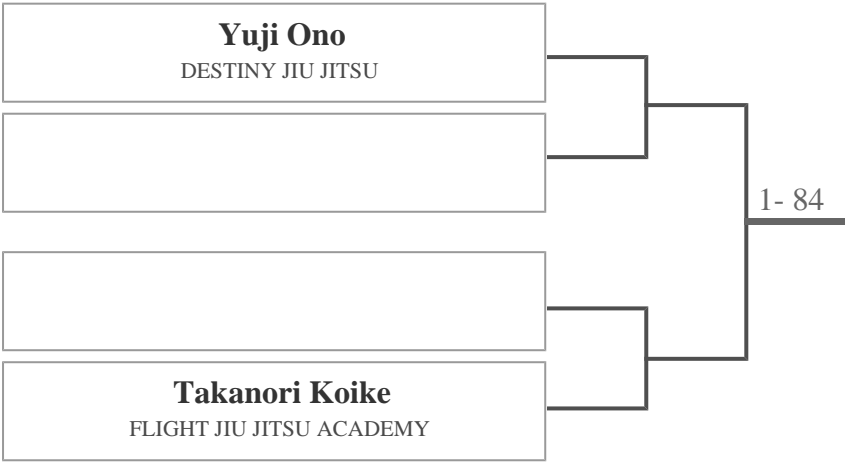 Yuji Ono
DESTINY JIU JITSU
1- 84
Takanori Koike
FLIGHT JIU JITSU ACADEMY